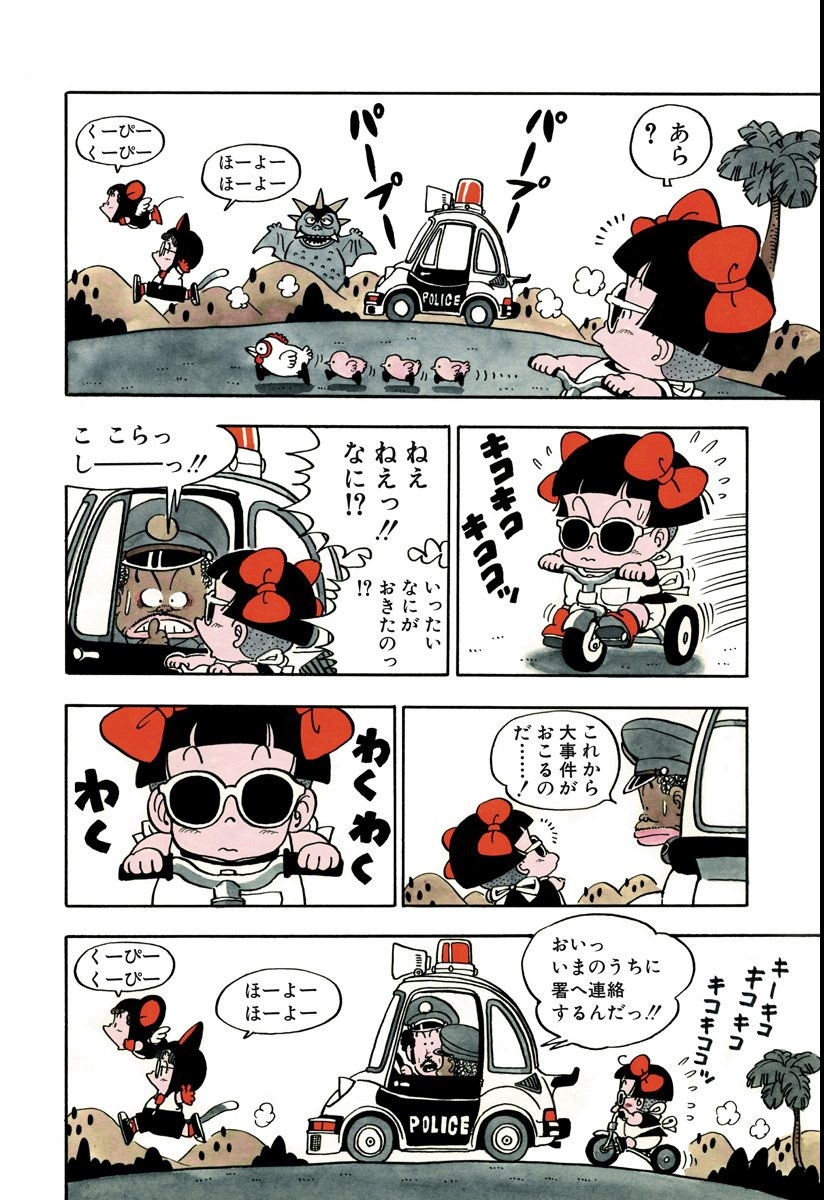 あら
?
パープー
パープー
ほーよー
ほーよー
くーぴー
くーぴー
POLICE
キコキコ
キココッ
ねえ
ねえっ!!
なに!?
いったい
なにが
おきたのっ
!?
こ こらっ
しーーーっ!!
これから
大事件が
おこるの
だ……!
わくわく
わく
キーキコ
キコキコ
キコキココッ
おいっ
いまのうちに
署へ連絡
するんだっ!!
ほーよー
ほーよー
くーぴー
くーぴー
POLICE